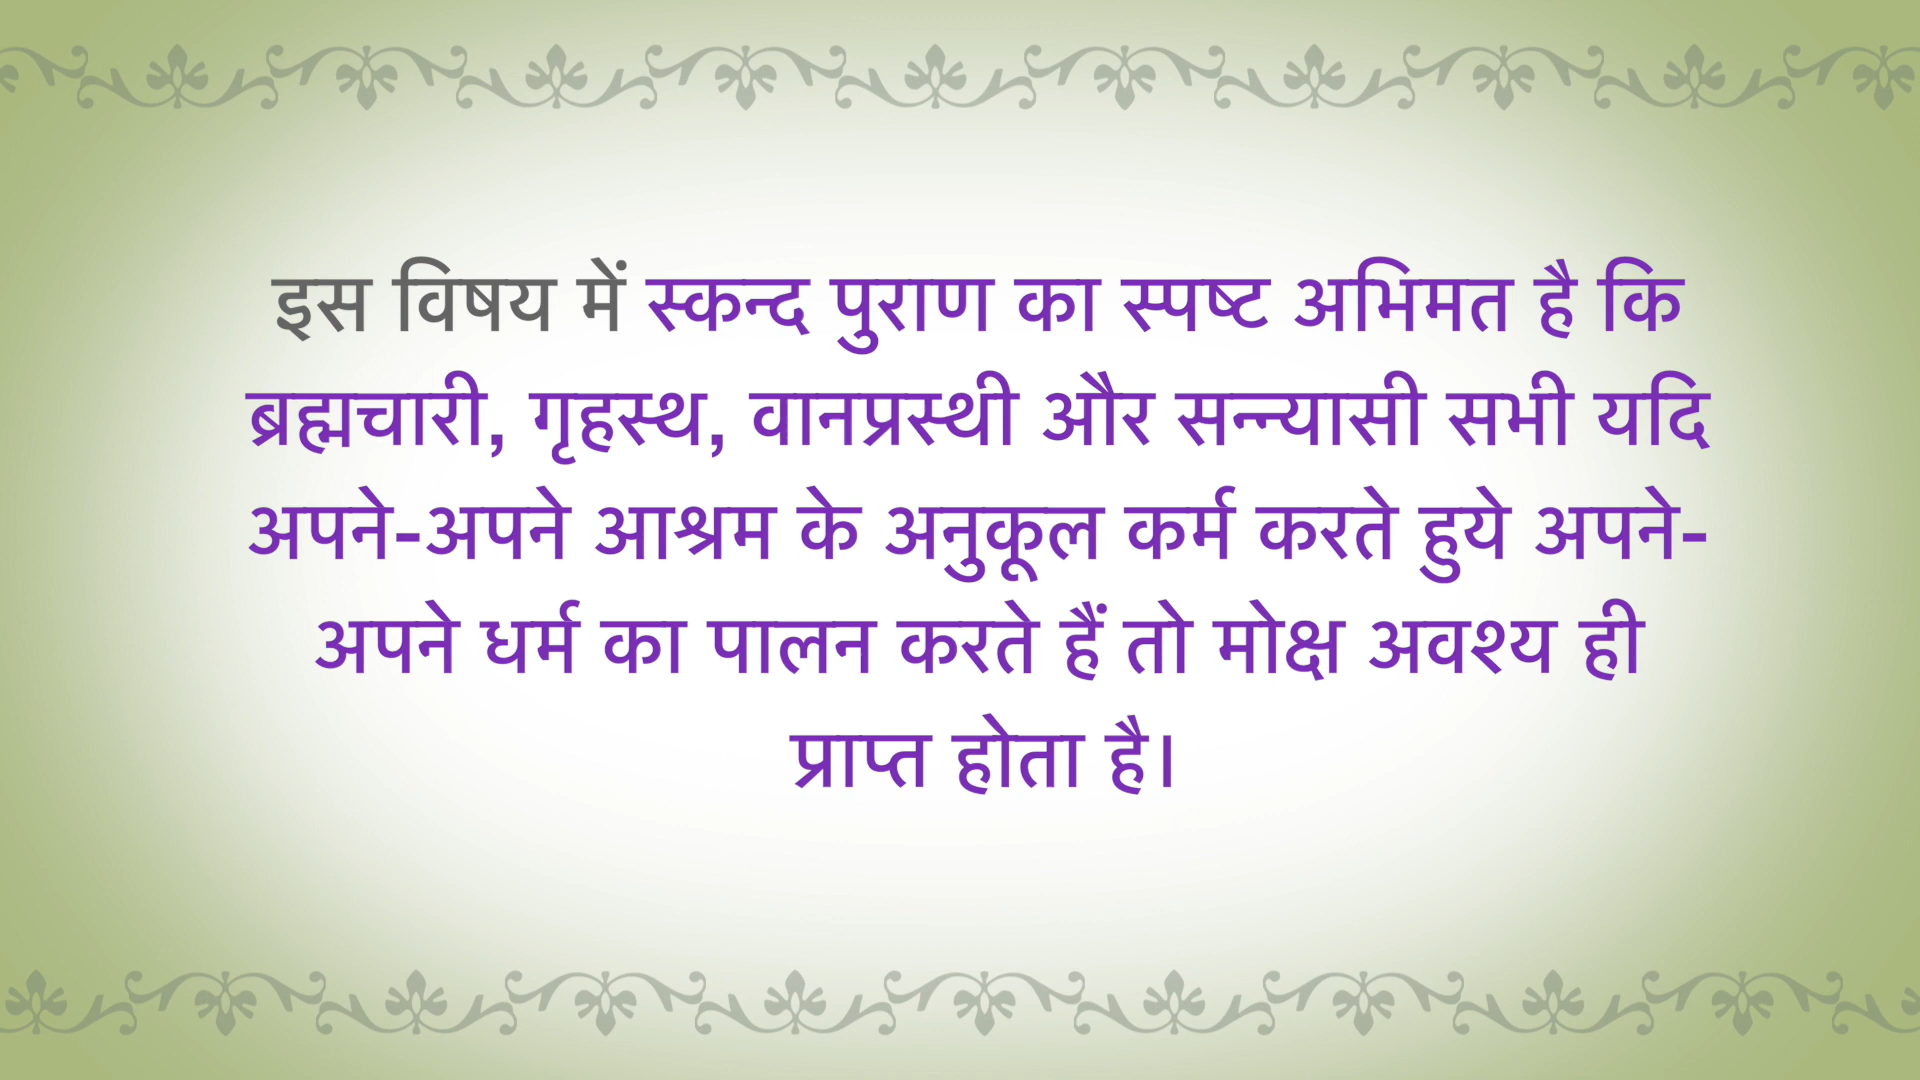 इस विषय में स्कन्द पुराण का स्पष्ट अभिमत है कि
ब्रह्मचारी, गृहस्थ, वानप्रस्थी और सन्न्यासी सभी यदि
अपने-अपने आश्रम के अनुकूल कर्म करते हुये अपने-
अपने धर्म का पालन करते हैं तो मोक्ष अवश्य ही
प्राप्त होता है।